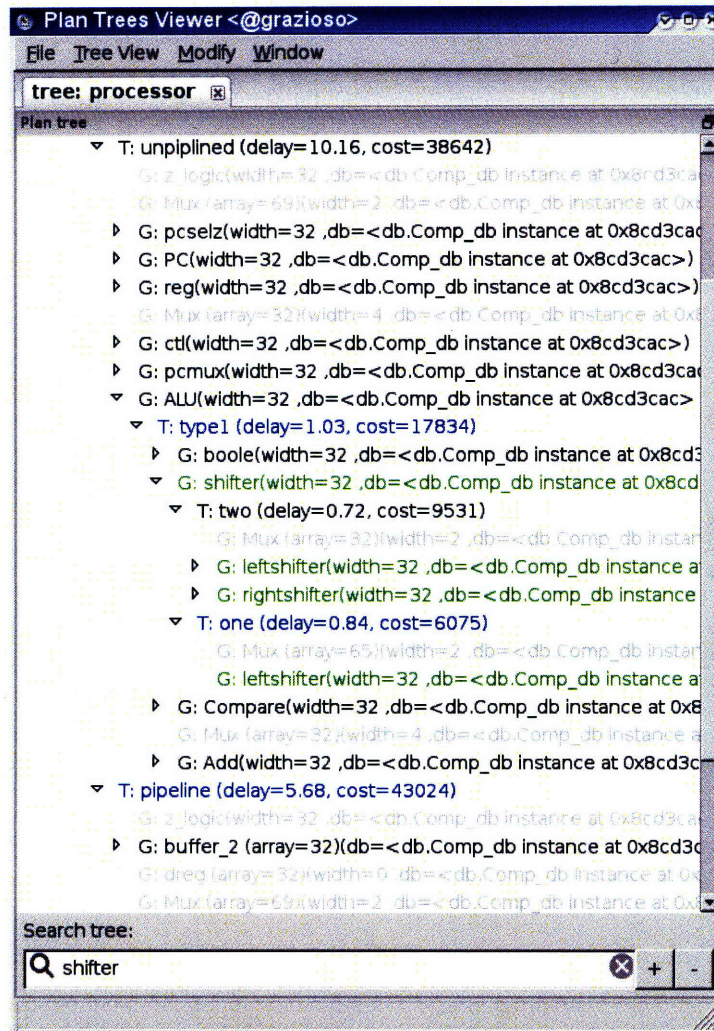 Plan Trees Viewer <@grazioso>
File Tree View Modify Window
tree: processor
Plan tree
T: unpiplined (delay=10.16, cost=38642)
G: z_logic(width=32 ,db=<db.Comp_db instance at 0x8cd3cac
G: Mux (array=69)(width=2 ,db=<db.Comp_db instance at 0x8
G: pcselz(width=32 ,db=<db.Comp_db instance at 0x8cd3cac
G: PC(width=32 ,db=<db.Comp_db instance at 0x8cd3cac>)
G: reg(width=32 ,db=<db.Comp_db instance at 0x8cd3cac>)
G: Mux (array=32)(width=4 ,db=<db.Comp_db instance at 0x8
G: ctl(width=32 ,db=<db.Comp_db instance at 0x8cd3cac>)
G: pcmux(width=32 ,db=<db.Comp_db instance at 0x8cd3cac
G: ALU(width=32 ,db=<db.Comp_db instance at 0x8cd3cac>
T: type1 (delay=1.03, cost=17834)
G: boole(width=32 ,db=<db.Comp_db instance at 0x8cd3
G: shifter(width=32 ,db=<db.Comp_db instance at 0x8cd
T: two (delay=0.72, cost=9531)
G: Mux (array=32)(width=2 ,db=<db.Comp_db instan
G: leftshifter(width=32 ,db=<db.Comp_db instance a
G: rightshifter(width=32 ,db=<db.Comp_db instance
T: one (delay=0.84, cost=6075)
G: Mux (array=65)(width=2 ,db=<db.Comp_db instan
G: leftshifter(width=32 ,db=<db.Comp_db instance a
G: Compare(width=32 ,db=<db.Comp_db instance at 0x8
G: Mux (array=32)(width=4 ,db=<db.Comp_db instance a
G: Add(width=32 ,db=<db.Comp_db instance at 0x8cd3c
T: pipeline (delay=5.68, cost=43024)
G: z_logic(width=32 ,db=<db.Comp_db instance at 0x8cd3cac
G: buffer_2 (array=32)(width=32 ,db=<db.Comp_db instance at 0x8cd3c
G: dreg (array=32)(width=0 ,db=<db.Comp_db instance at 0x8
G: Mux (array=69)(width=2 ,db=<db.Comp_db instance at 0x8
Search tree:
shifter
+ -